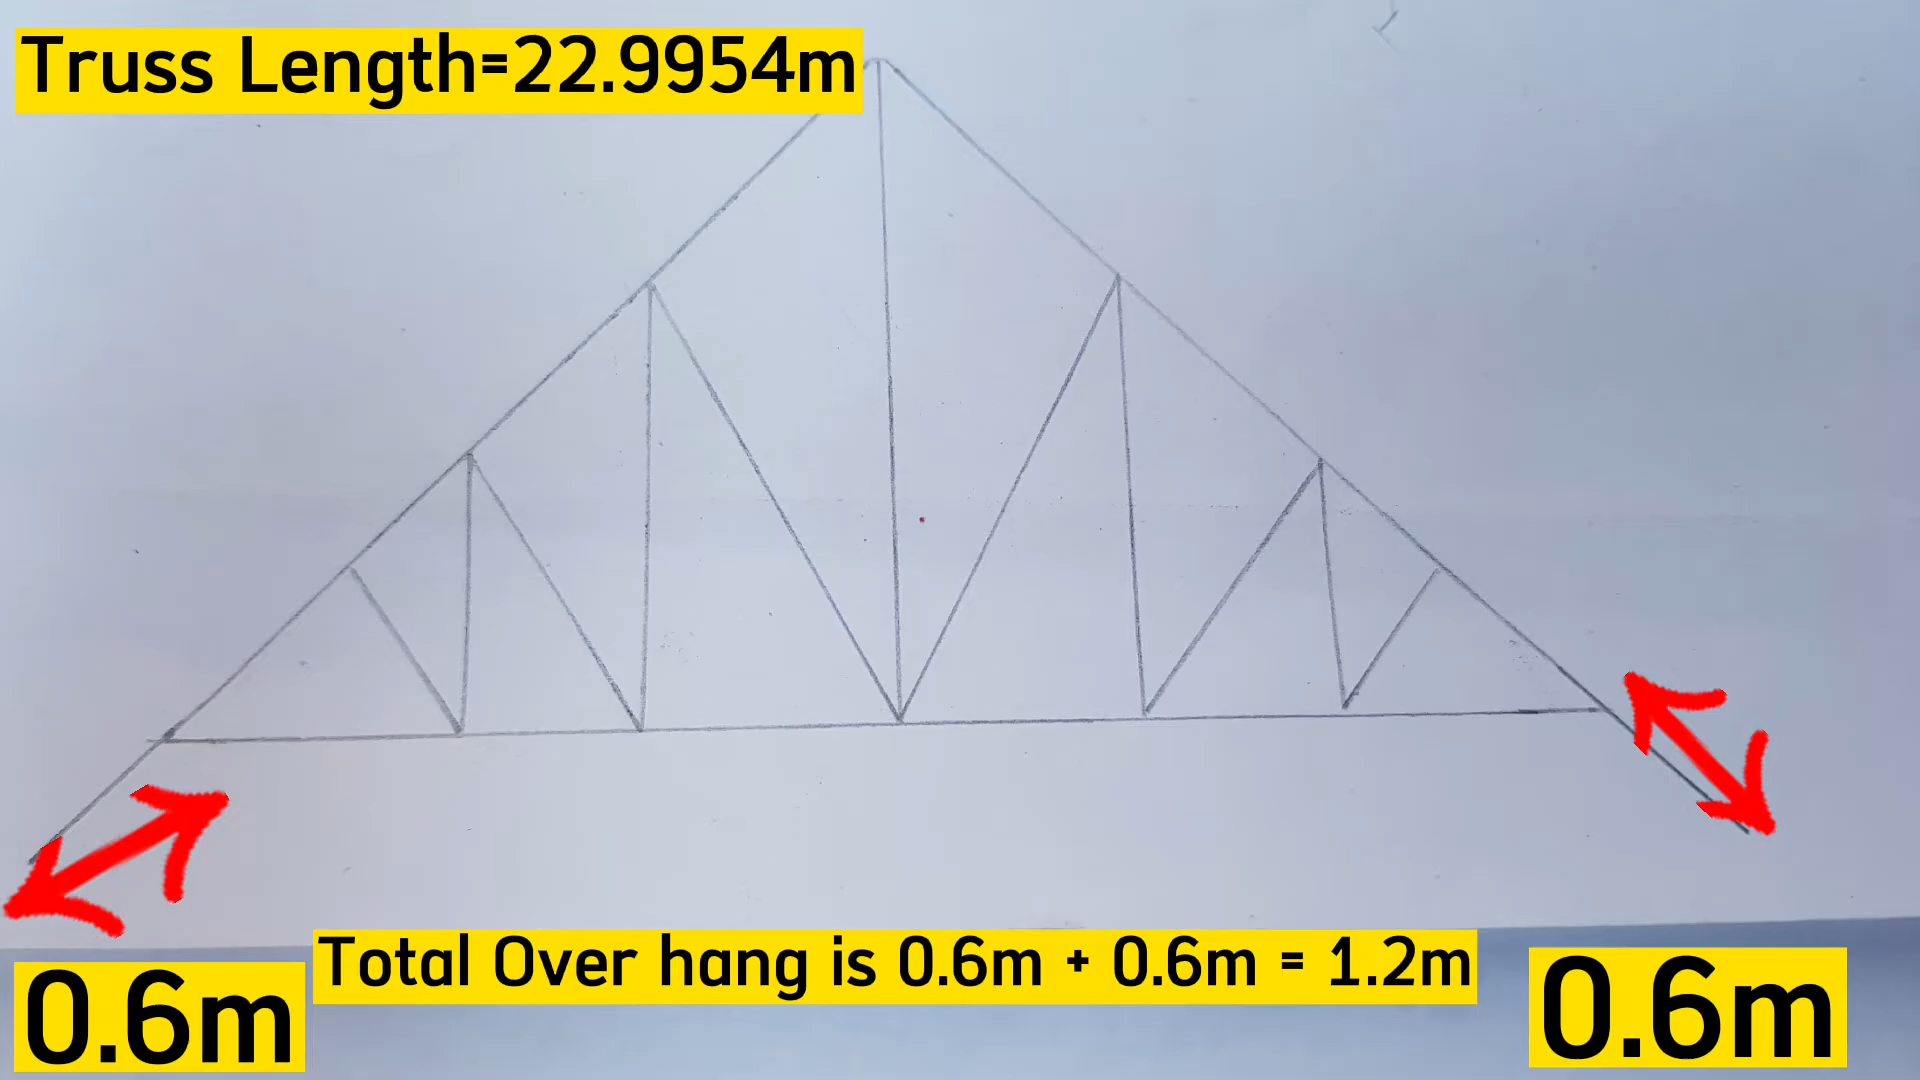 Truss Length=22.9954m
Total Over hang is 0.6m + 0.6m = 1.2m
0.6m
0.6m